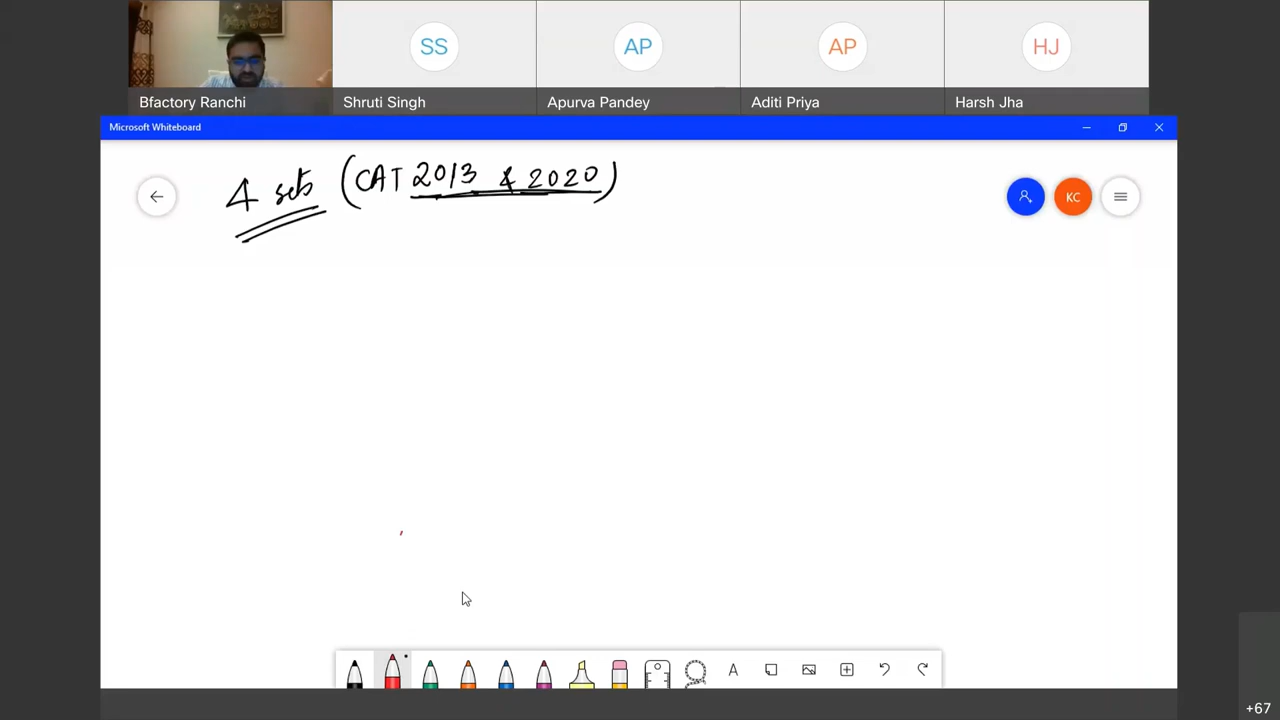 SS
AP
AP
HJ
Bfactory Ranchi
Shruti Singh
Apurva Pandey
Aditi Priya
Harsh Jha
Microsoft Whiteboard
4 sets (CAT 2013 & 2020)
KC
A
+67